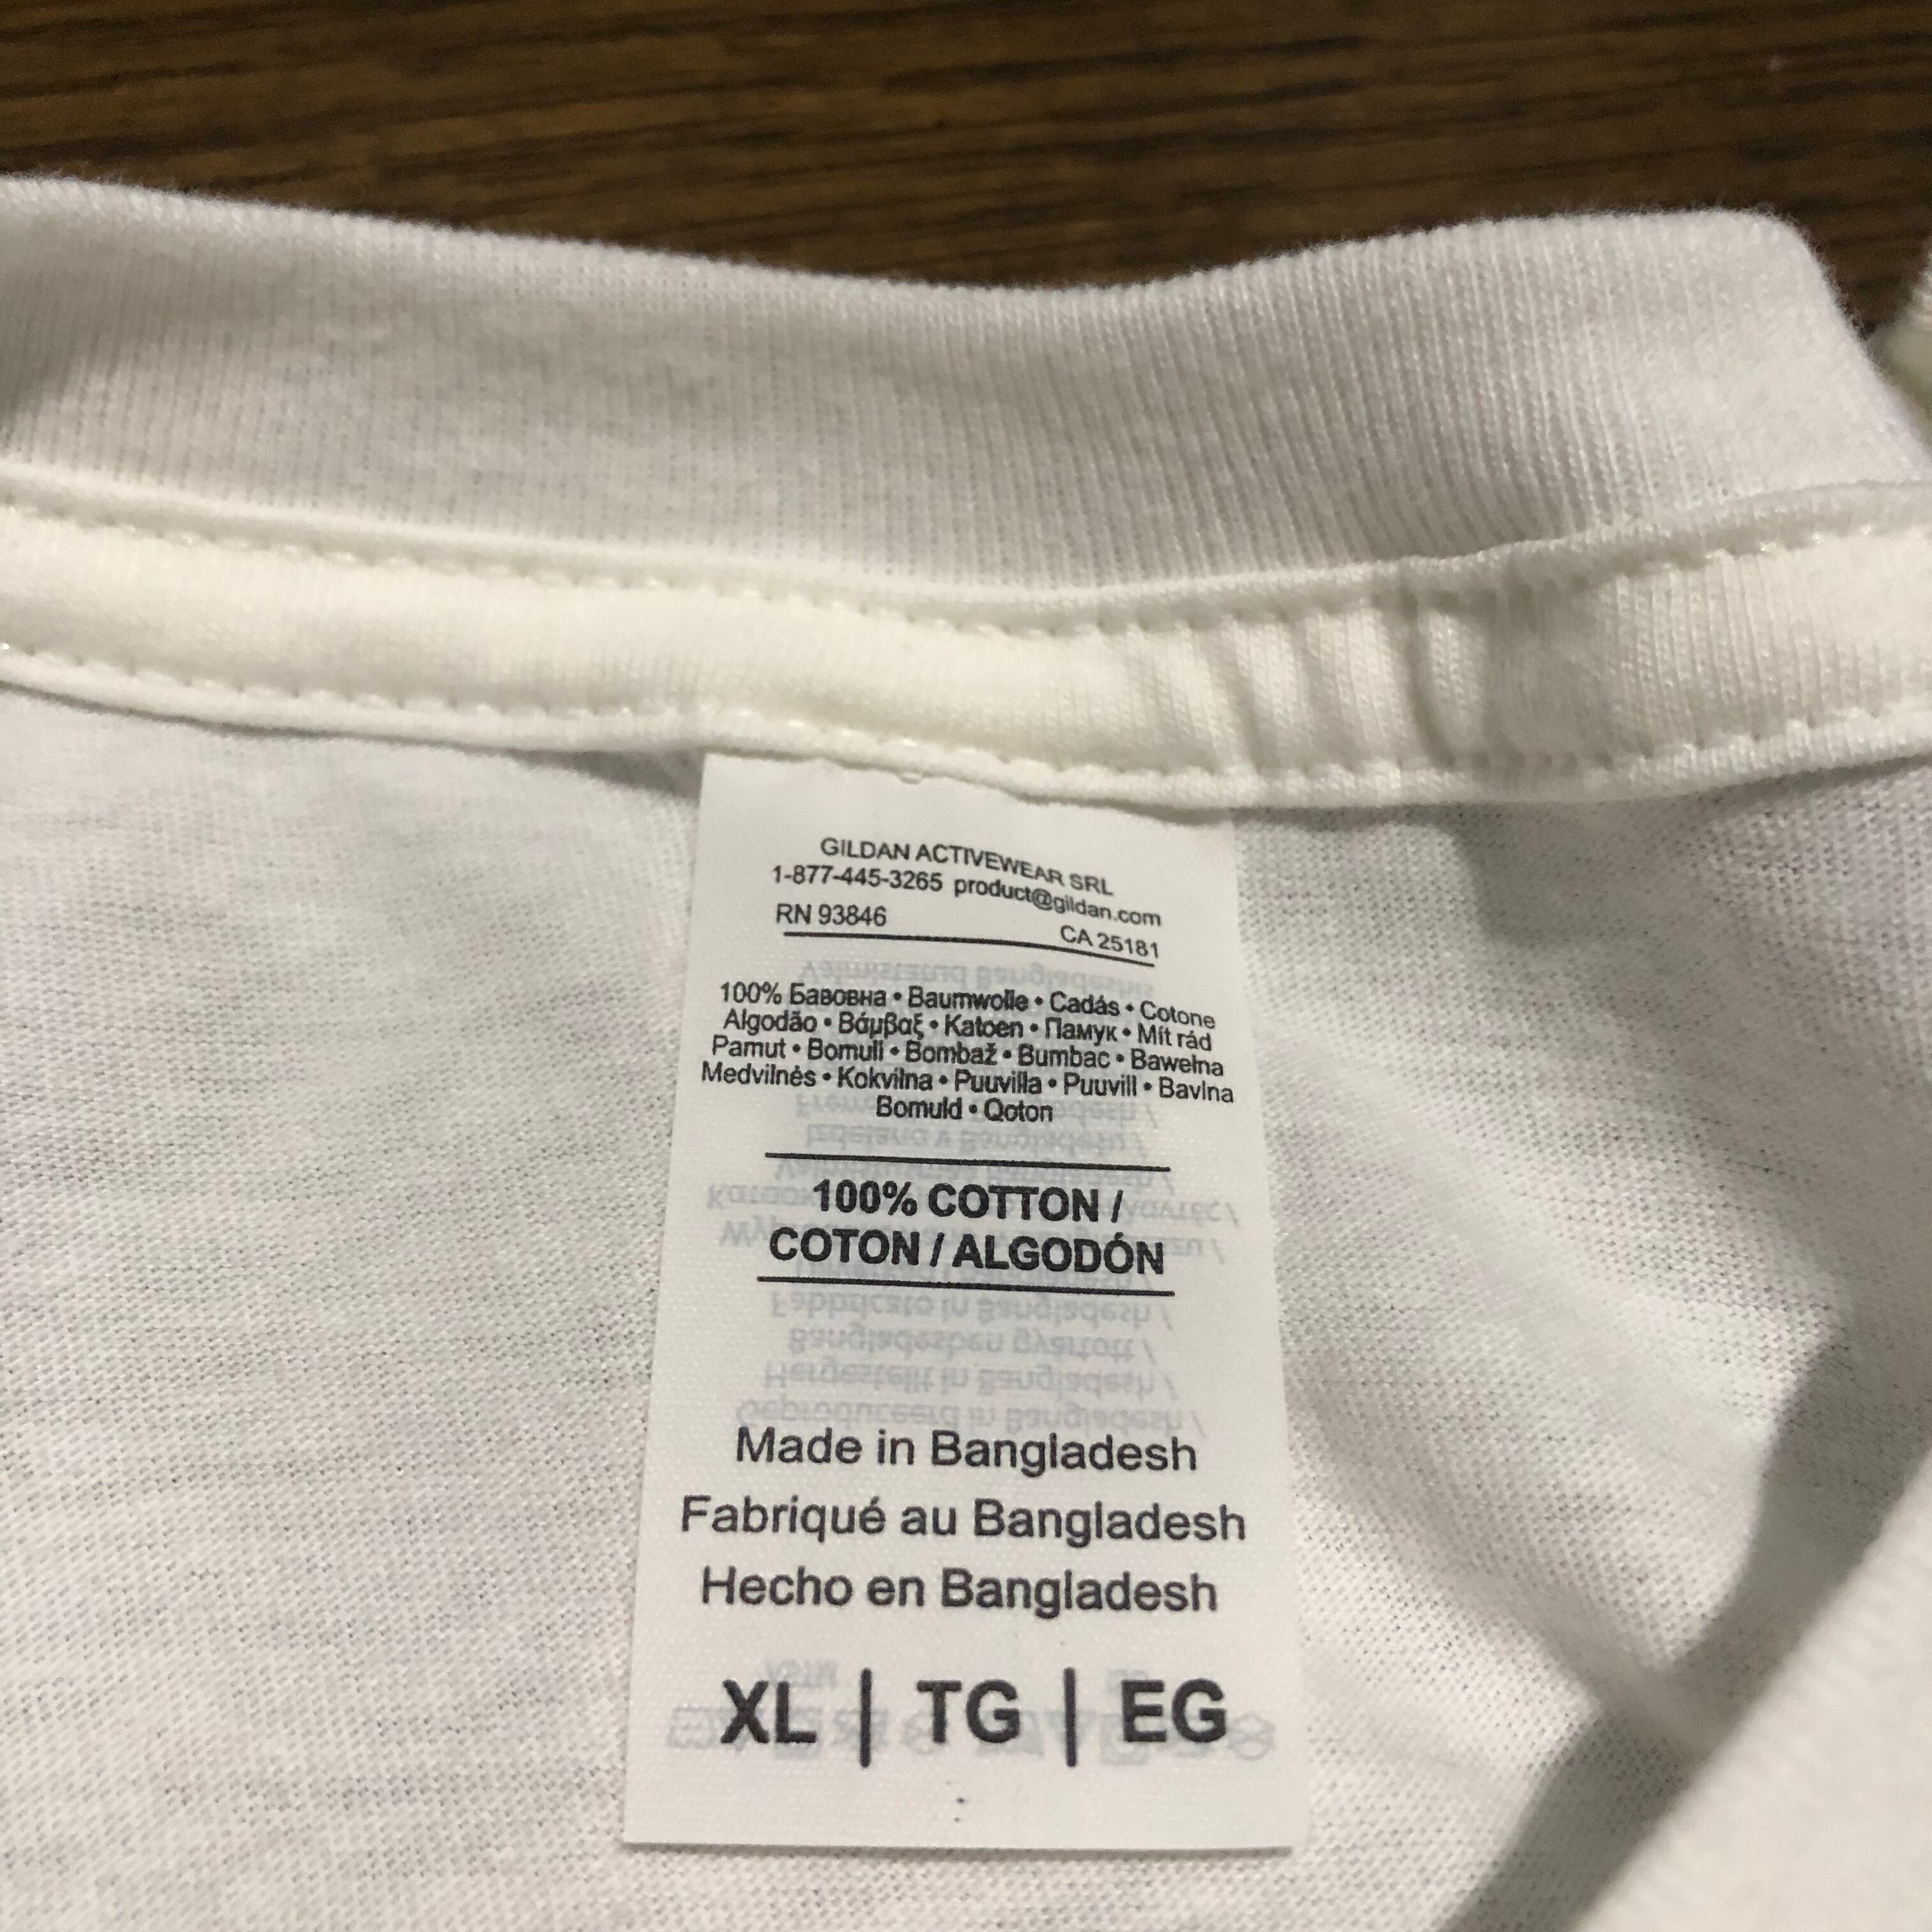 GILDAN ACTIVEWEAR SRL
1-877-445-3265 product@gildan.com
RN 93846 CA 25181
100% Бавовна • Baumwolle • Cadás • Cotone
Algodão • Βάμβαξ • Katoen • Памук • Mít rád
Pamut • Bomull • Bombaž • Bumbac • Bawełna
Medvilnės • Kokvilna • Puuvilla • Puuvill • Bavlna
Bomuld • Qoton
100% COTTON /
COTON / ALGODÓN
Made in Bangladesh
Fabriqué au Bangladesh
Hecho en Bangladesh
XL | TG | EG